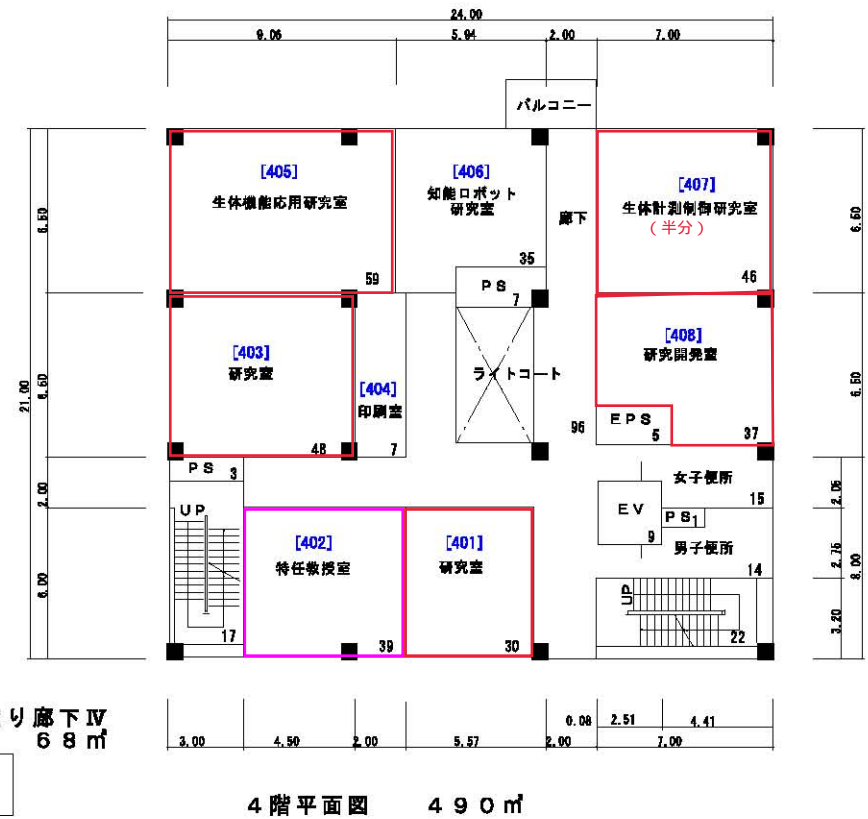 24.00
9.06
5.94
2.00
7.00
バルコニー
[405]
生体機能応用研究室
59
[406]
知能ロボット
研究室
35
廊下
[407]
生体計測制御研究室
（半分）
46
6.50
6.50
PS
7
[403]
研究室
48
[404]
印刷室
7
ライトコート
[408]
研究開発室
37
EPS
5
96
21.00
6.50
6.50
PS
3
女子便所
15
2.00
2.06
UP
EV
9
PS1
男子便所
14
2.75
8.00
[402]
特任教授室
39
[401]
研究室
30
6.00
17
UP
22
3.20
り廊下Ⅳ
68㎡
3.00
4.50
2.00
5.57
2.00
0.08
2.51
4.41
7.00
4階平面図 490㎡